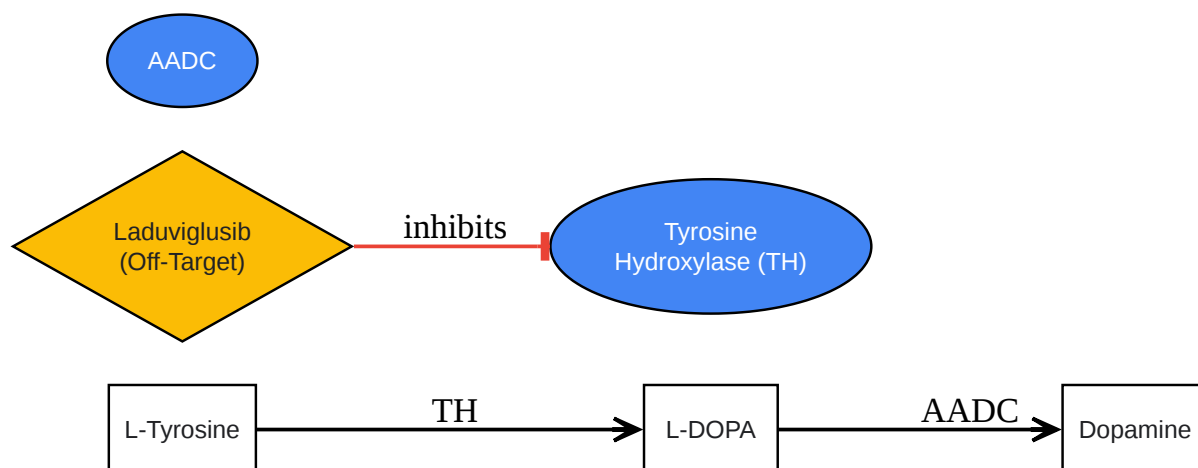 AADC
Laduviglusib
(Off-Target)
inhibits
Tyrosine
Hydroxylase (TH)
L-Tyrosine
TH
L-DOPA
AADC
Dopamine